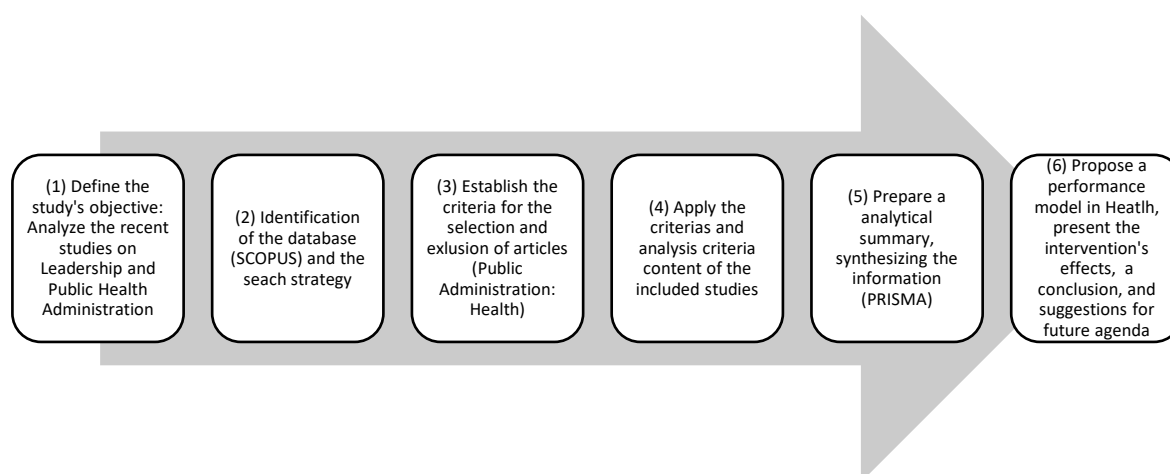 (1) Define the
study's objective:
Analyze the recent
studies on
Leadership and
Public Health
Administration
(2) Identification
of the database
(SCOPUS) and the
seach strategy
(3) Establish the
criteria for the
selection and
exlusion of articles
(Public
Administration:
Health)
(4) Apply the
criterias and
analysis criteria
content of the
included studies
(5) Prepare a
analytical
summary,
synthesizing the
information
(PRISMA)
(6) Propose a
performance
model in Heatlh,
present the
intervention's
effects, a
conclusion, and
suggestions for
future agenda